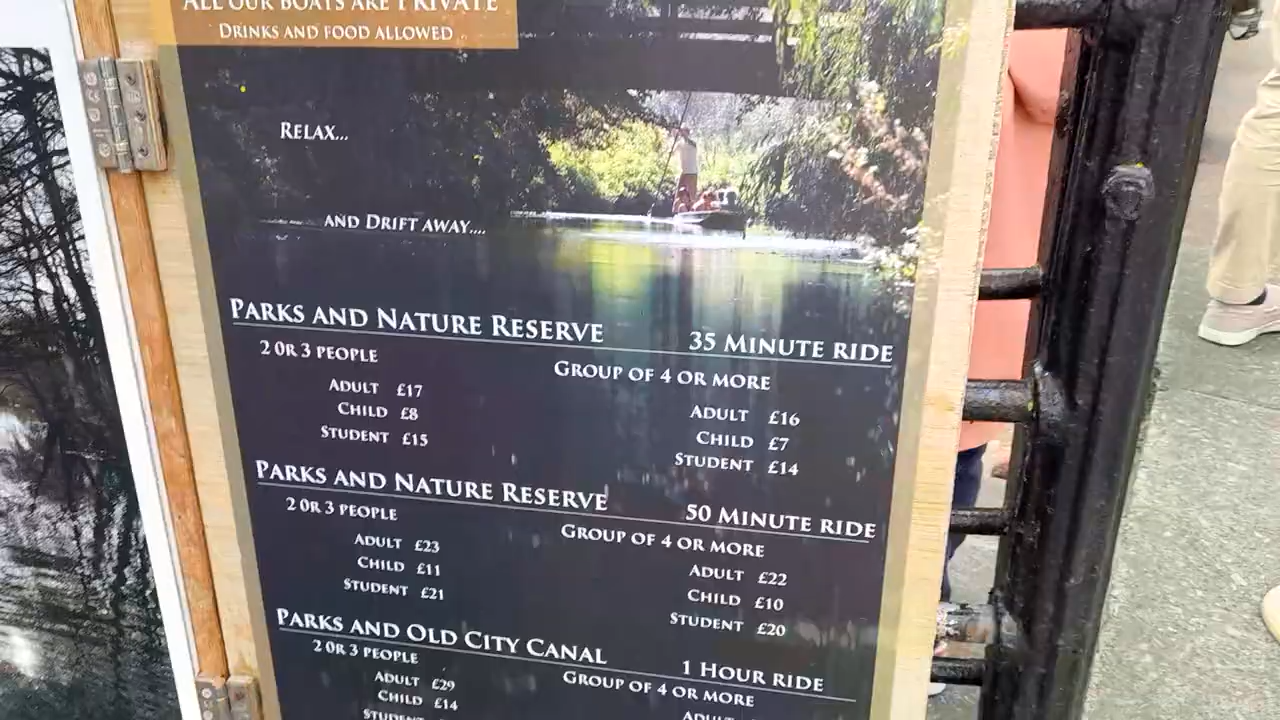 ALL OUR BOATS ARE PRIVATE
DRINKS AND FOOD ALLOWED
RELAX...
AND DRIFT AWAY....
PARKS AND NATURE RESERVE 35 MINUTE RIDE
2 OR 3 PEOPLE
ADULT £17
CHILD £8
STUDENT £15
GROUP OF 4 OR MORE
ADULT £16
CHILD £7
STUDENT £14
PARKS AND NATURE RESERVE 50 MINUTE RIDE
2 OR 3 PEOPLE
ADULT £23
CHILD £11
STUDENT £21
GROUP OF 4 OR MORE
ADULT £22
CHILD £10
STUDENT £20
PARKS AND OLD CITY CANAL 1 HOUR RIDE
2 OR 3 PEOPLE
ADULT £29
CHILD £14
STUDENT
GROUP OF 4 OR MORE
ADULT